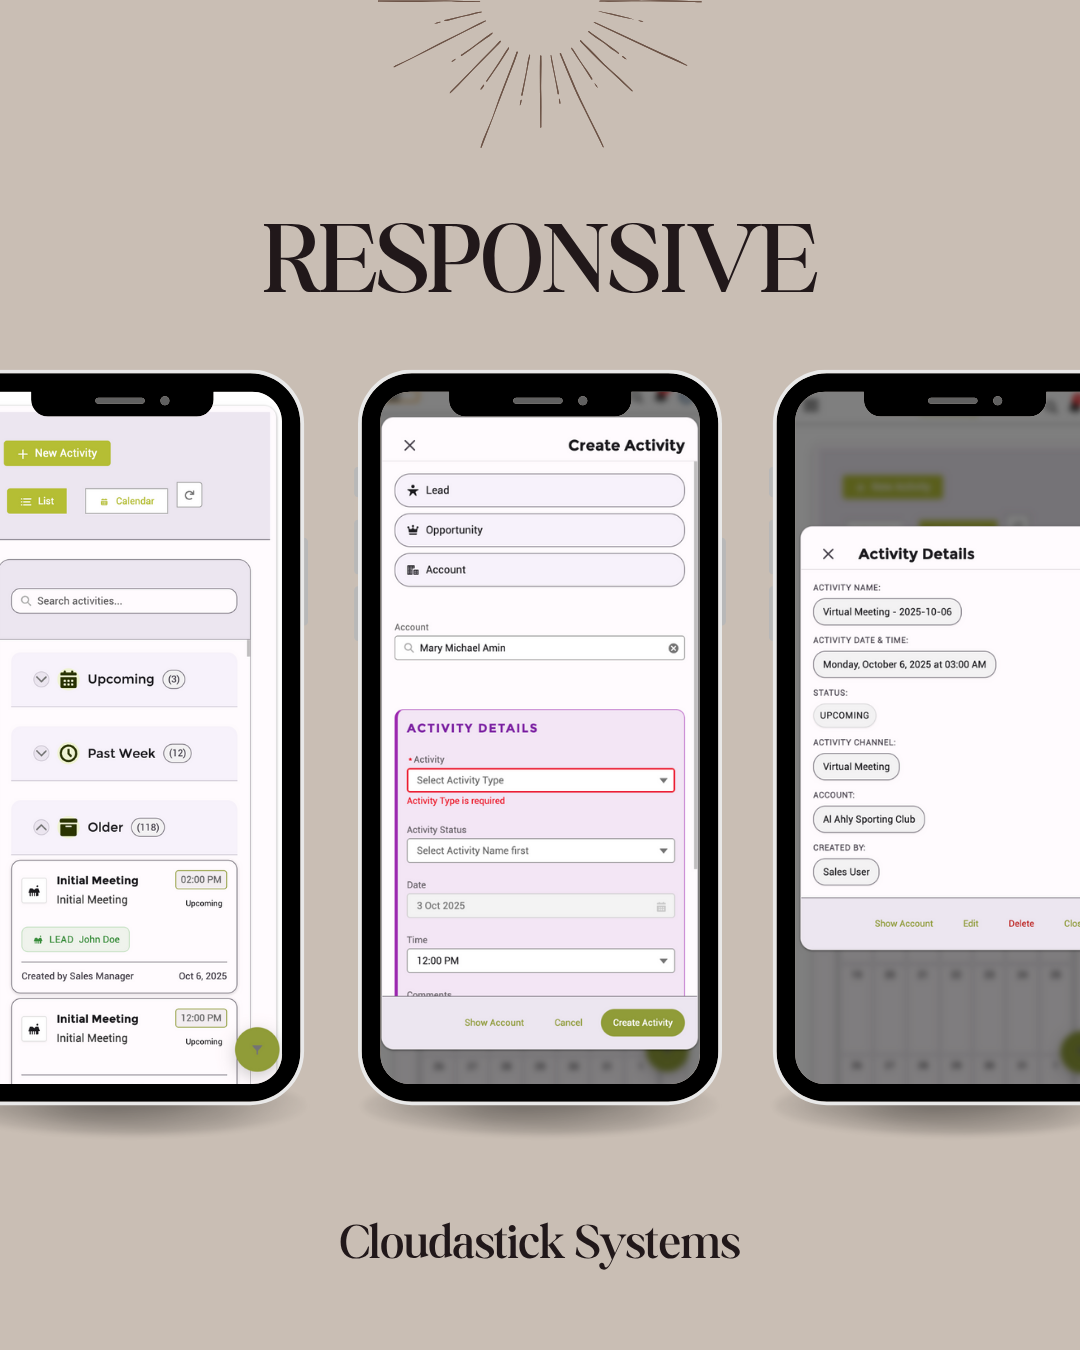 RESPONSIVE
New Activity
List
Calendar
Search activities...
Upcoming (3)
Past Week (12)
Older (118)
Initial Meeting
02:00 PM
Initial Meeting
Upcoming
LEAD John Doe
Created by Sales Manager
Oct 6, 2025
Initial Meeting
12:00 PM
Initial Meeting
Upcoming
Create Activity
Lead
Opportunity
Account
Account
Mary Michael Amin
ACTIVITY DETAILS
* Activity
Select Activity Type
Activity Type is required
Activity Status
Select Activity Name first
Date
3 Oct 2025
Time
12:00 PM
Comments
Show Account
Cancel
Create Activity
Activity Details
ACTIVITY NAME:
Virtual Meeting - 2025-10-06
ACTIVITY DATE & TIME:
Monday, October 6, 2025 at 03:00 AM
STATUS:
UPCOMING
ACTIVITY CHANNEL:
Virtual Meeting
ACCOUNT:
Al Ahly Sporting Club
CREATED BY:
Sales User
Show Account
Edit
Delete
Clos
Cloudastick Systems